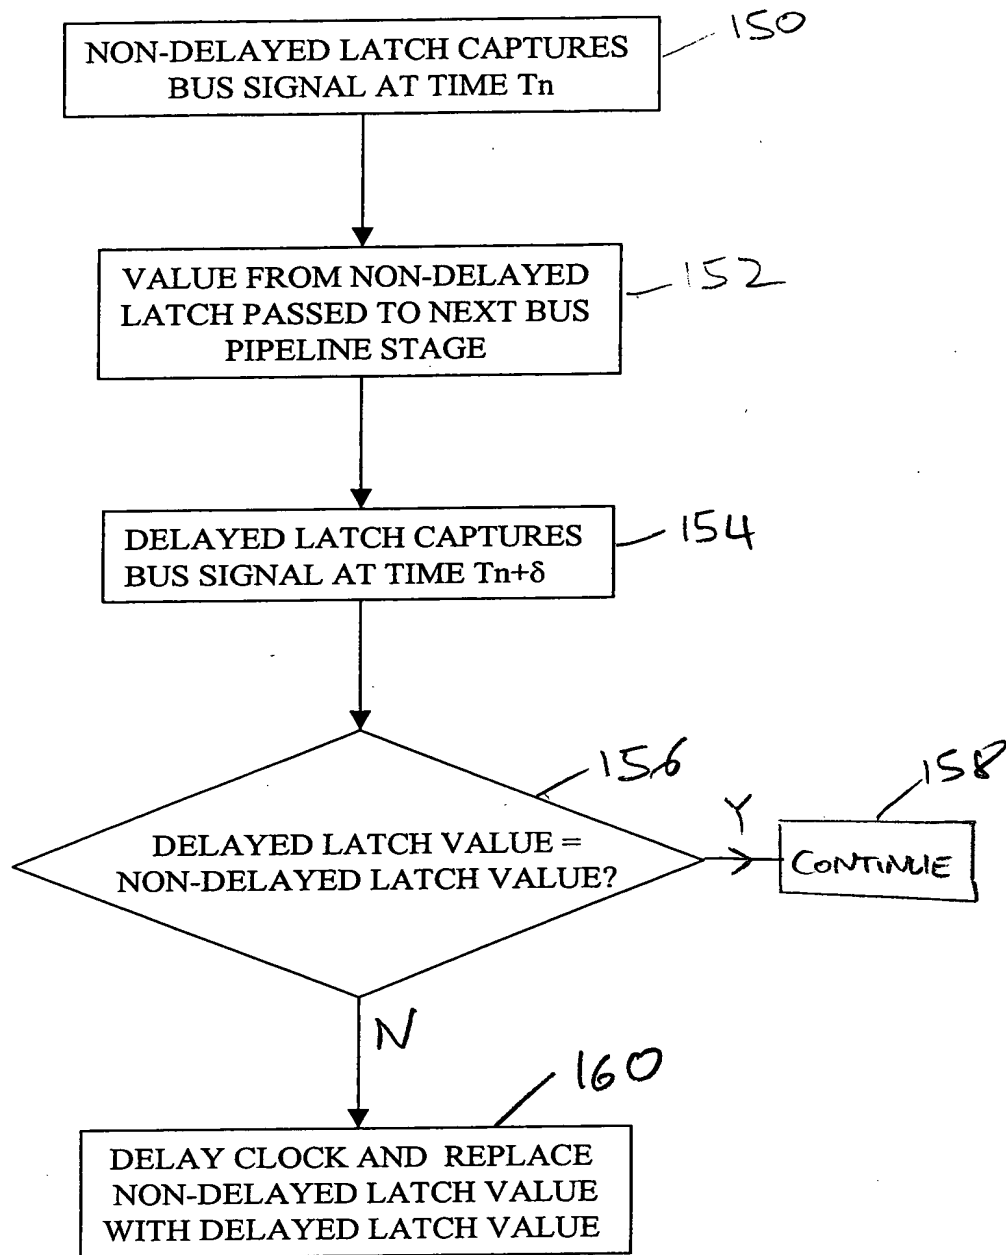 NON-DELAYED LATCH CAPTURES
BUS SIGNAL AT TIME Tn
150
VALUE FROM NON-DELAYED
LATCH PASSED TO NEXT BUS
PIPELINE STAGE
152
DELAYED LATCH CAPTURES
BUS SIGNAL AT TIME Tn+δ
154
DELAYED LATCH VALUE =
NON-DELAYED LATCH VALUE?
156
Y
158
CONTINUE
N
160
DELAY CLOCK AND REPLACE
NON-DELAYED LATCH VALUE
WITH DELAYED LATCH VALUE